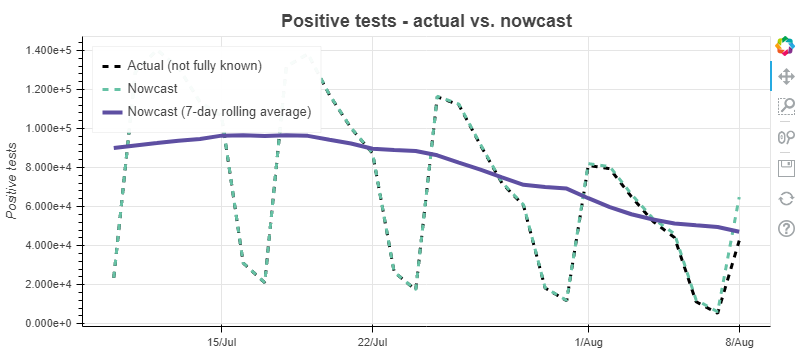 Positive tests - actual vs. nowcast
1.400e+5
1.200e+5
1.000e+5
8.000e+4
6.000e+4
4.000e+4
2.000e+4
0.000e+0
Positive tests
Actual (not fully known)
Nowcast
Nowcast (7-day rolling average)
15/Jul
22/Jul
1/Aug
8/Aug